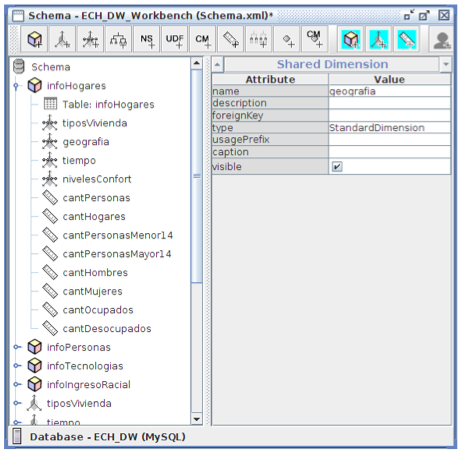 Schema - ECH_DW_Workbench (Schema.xml)*
NS UDF CM CM
Schema
infoHogares
Table: infoHogares
tiposVivienda
geografia
tiempo
nivelesConfort
cantPersonas
cantHogares
cantPersonasMenor14
cantPersonasMayor14
cantHombres
cantMujeres
cantOcupados
cantDesocupados
infoPersonas
infoTecnologias
infoIngresoRacial
tiposVivienda
tiempo
Shared Dimension
Attribute Value
name geografia
description
foreignKey
type StandardDimension
usagePrefix
caption
visible
Database - ECH_DW (MySQL)